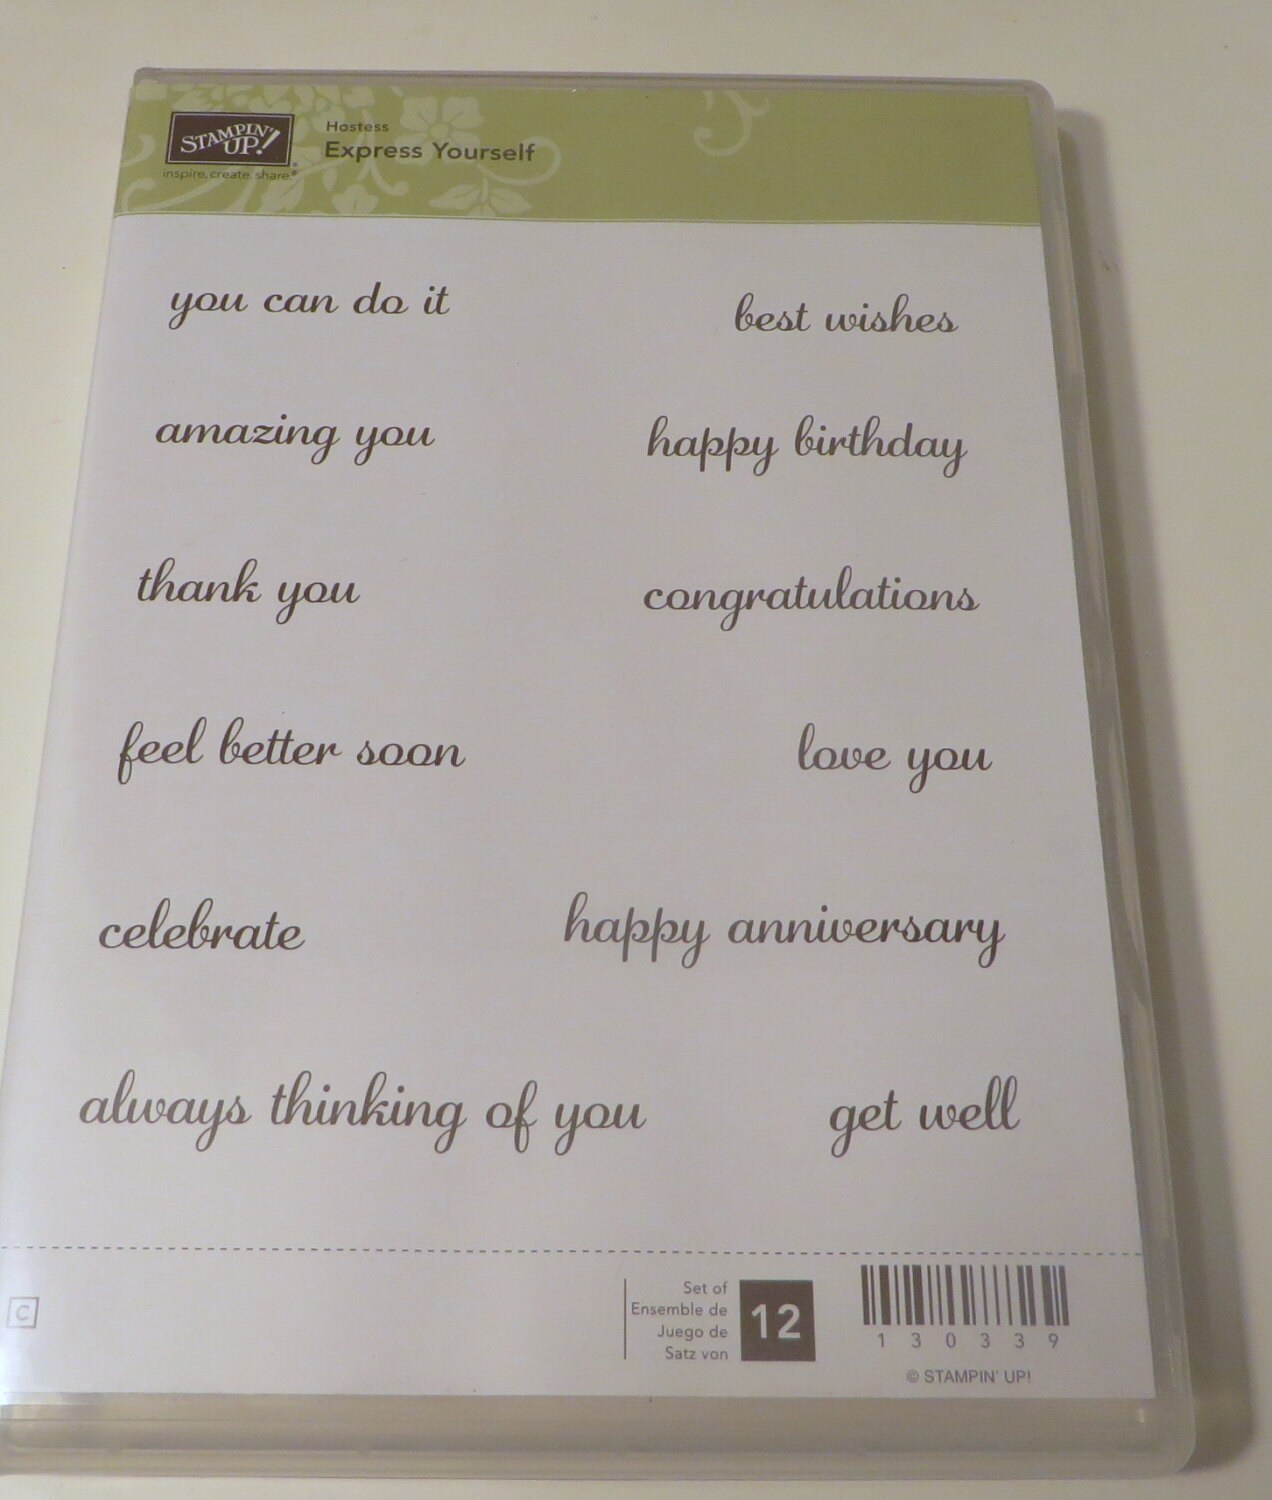 STAMPIN' UP!®
inspire. create. share.®
Hostess
Express Yourself
you can do it
best wishes
amazing you
happy birthday
thank you
congratulations
feel better soon
love you
celebrate
happy anniversary
always thinking of you
get well
C
Set of
Ensemble de
Juego de
Satz von
12
130339
© STAMPIN' UP!